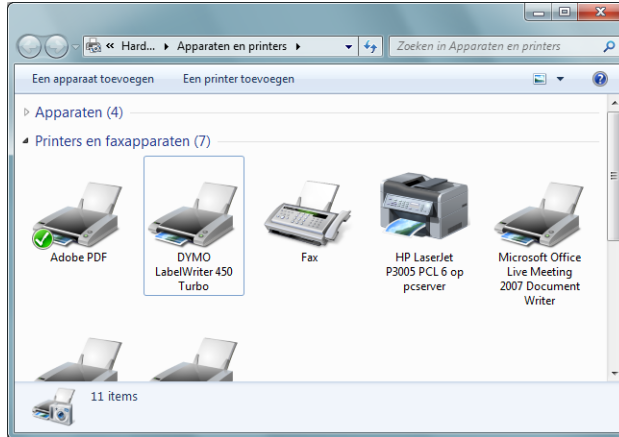 « Hard... ▸ Apparaten en printers ▸
Zoeken in Apparaten en printers
Een apparaat toevoegen Een printer toevoegen
Apparaten (4)
Printers en faxapparaten (7)
Adobe PDF
DYMO
LabelWriter 450
Turbo
Fax
HP LaserJet
P3005 PCL 6 op
pcserver
Microsoft Office
Live Meeting
2007 Document
Writer
11 items